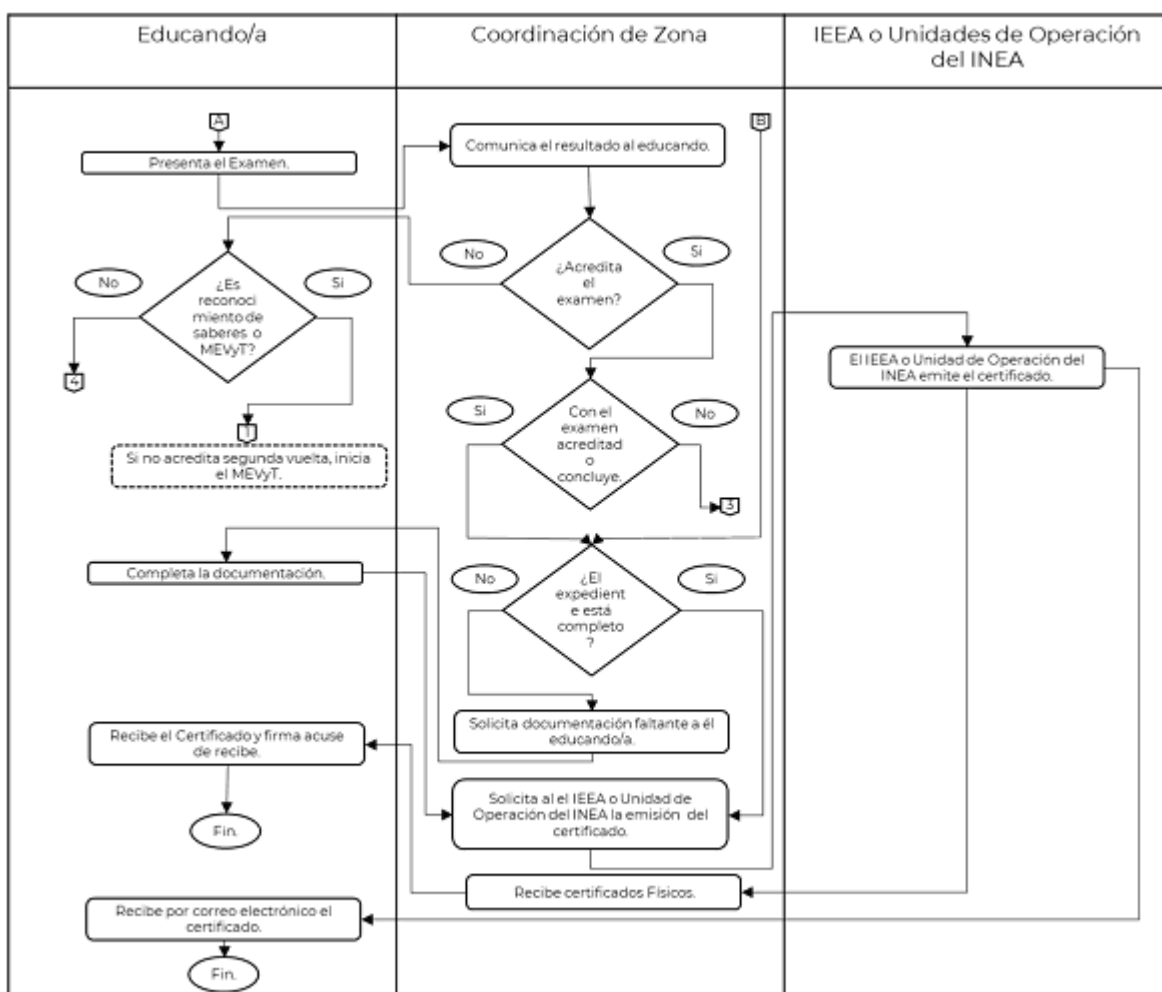 Educando/a
Coordinación de Zona
IEEA o Unidades de Operación
del INEA
A
B
Presenta el Examen.
Comunica el resultado al educando.
No
Si
¿Acredita
el
examen?
No
Si
¿Es
reconoci
miento de
saberes o
MEVyT?
4
1
Si no acredita segunda vuelta, inicia
el MEVyT.
El IEEA o Unidad de Operación del
INEA emite el certificado.
Si
No
Con el
examen
acreditad
o
concluye.
3
Completa la documentación.
No
Si
¿El
expedient
e está
completo
?
Solicita documentación faltante a él
educando/a.
Recibe el Certificado y firma acuse
de recibe.
Fin.
Solicita al el IEEA o Unidad de
Operación del INEA la emisión del
certificado.
Recibe certificados Físicos.
Recibe por correo electrónico el
certificado.
Fin.